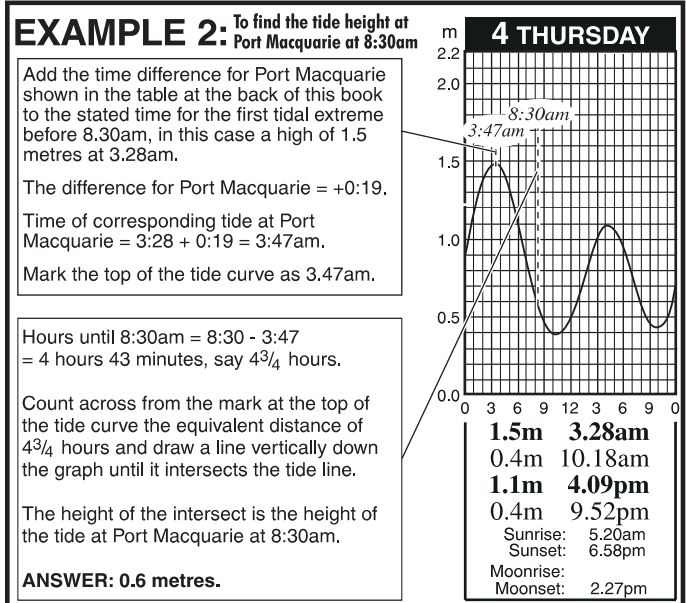 EXAMPLE 2: To find the tide height at
Port Macquarie at 8:30am
Add the time difference for Port Macquarie
shown in the table at the back of this book
to the stated time for the first tidal extreme
before 8.30am, in this case a high of 1.5
metres at 3.28am.
The difference for Port Macquarie = +0:19.
Time of corresponding tide at Port
Macquarie = 3:28 + 0:19 = 3:47am.
Mark the top of the tide curve as 3.47am.
Hours until 8:30am = 8:30 - 3:47
= 4 hours 43 minutes, say 4 3/4 hours.
Count across from the mark at the top of
the tide curve the equivalent distance of
4 3/4 hours and draw a line vertically down
the graph until it intersects the tide line.
The height of the intersect is the height of
the tide at Port Macquarie at 8:30am.
ANSWER: 0.6 metres.
m
4 THURSDAY
2.2
2.0
1.5
1.0
0.5
0.0
8:30am
3:47am
0 3 6 9 12 3 6 9 0
1.5m 3.28am
0.4m 10.18am
1.1m 4.09pm
0.4m 9.52pm
Sunrise: 5.20am
Sunset: 6.58pm
Moonrise:
Moonset: 2.27pm